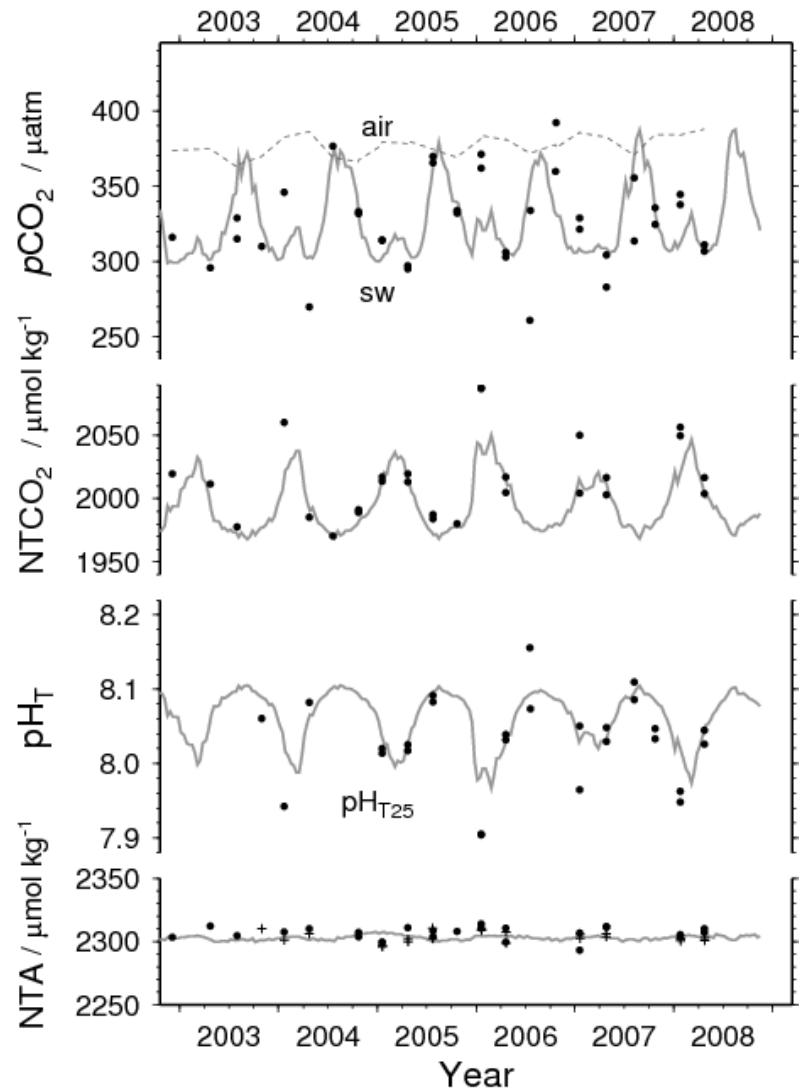 2003 2004 2005 2006 2007 2008
400
350
300
250
pCO2 / µatm
air
sw
2050
2000
1950
NTCO2 / µmol kg-1
8.2
8.1
8.0
7.9
pHT
pHT25
2350
2300
2250
NTA / µmol kg-1
2003 2004 2005 2006 2007 2008
Year